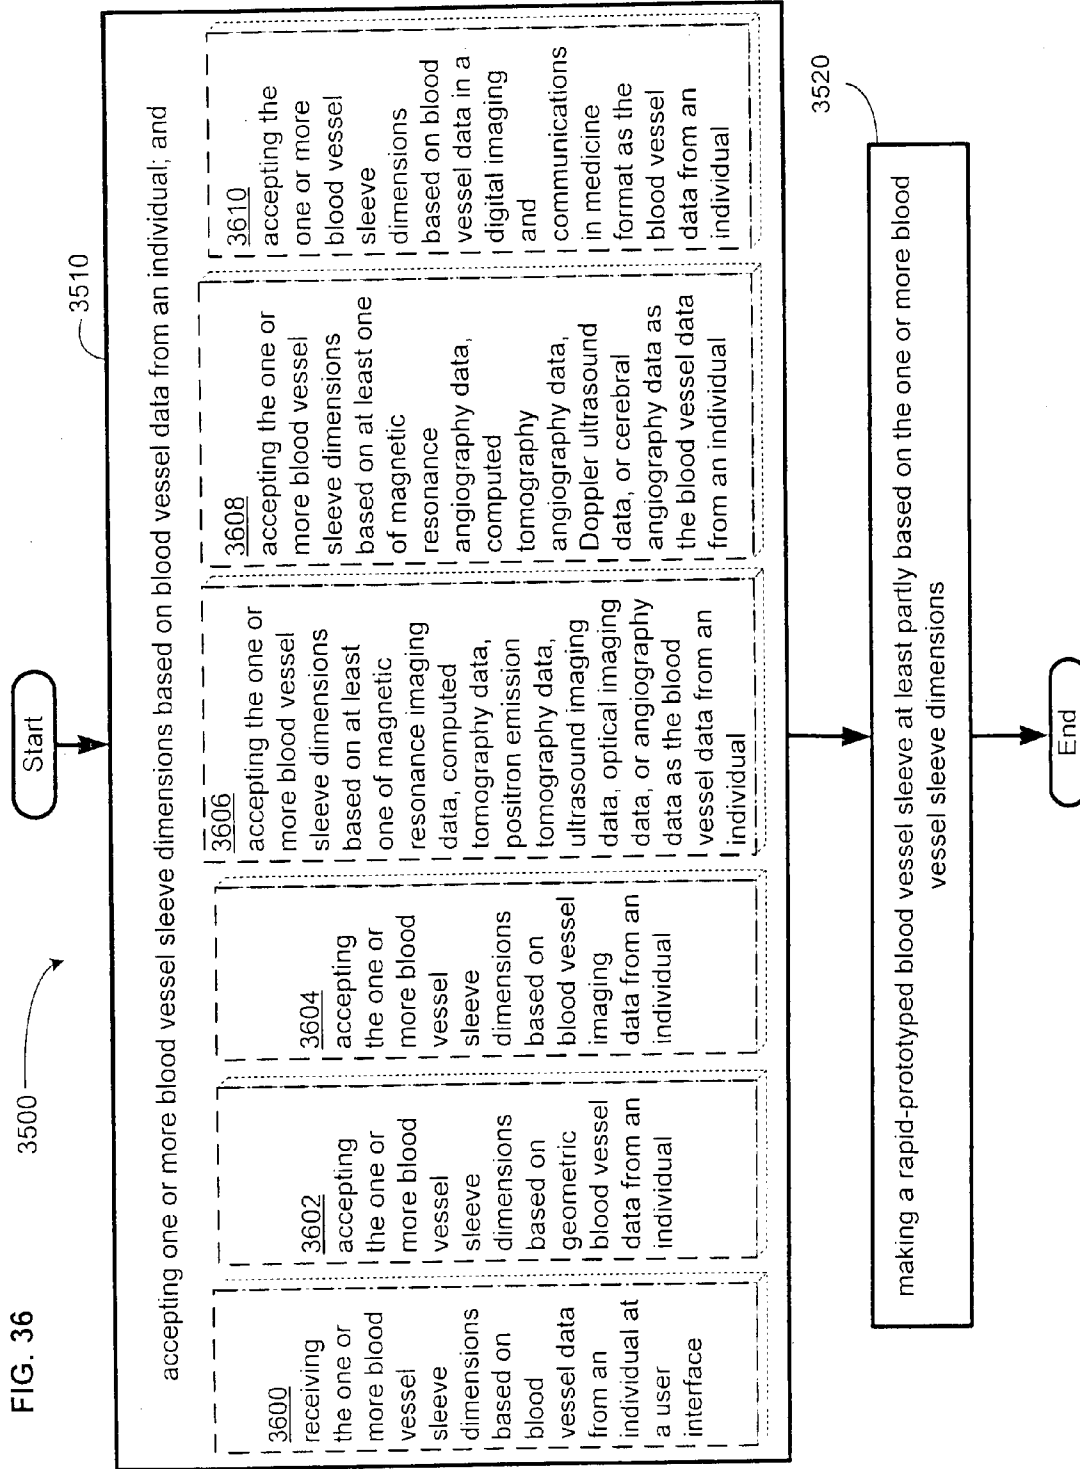 FIG. 36
3500
Start
3510
accepting one or more blood vessel sleeve dimensions based on blood vessel data from an individual; and
3600
receiving
the one or
more blood
vessel
sleeve
dimensions
based on
blood
vessel data
from an
individual at
a user
interface
3602
accepting
the one or
more blood
vessel
sleeve
dimensions
based on
geometric
blood vessel
data from an
individual
3604
accepting
the one or
more blood
vessel
sleeve
dimensions
based on
blood vessel
imaging
data from an
individual
3606
accepting the one or
more blood vessel
sleeve dimensions
based on at least
one of magnetic
resonance imaging
data, computed
tomography data,
positron emission
tomography data,
ultrasound imaging
data, optical imaging
data, or angiography
data as the blood
vessel data from an
individual
3608
accepting the one or
more blood vessel
sleeve dimensions
based on at least one
of magnetic
resonance
angiography data,
computed
tomography
angiography data,
Doppler ultrasound
data, or cerebral
angiography data as
the blood vessel data
from an individual
3610
accepting the
one or more
blood vessel
sleeve
dimensions
based on blood
vessel data in a
digital imaging
and
communications
in medicine
format as the
blood vessel
data from an
individual
3520
making a rapid-prototyped blood vessel sleeve at least partly based on the one or more blood
vessel sleeve dimensions
End